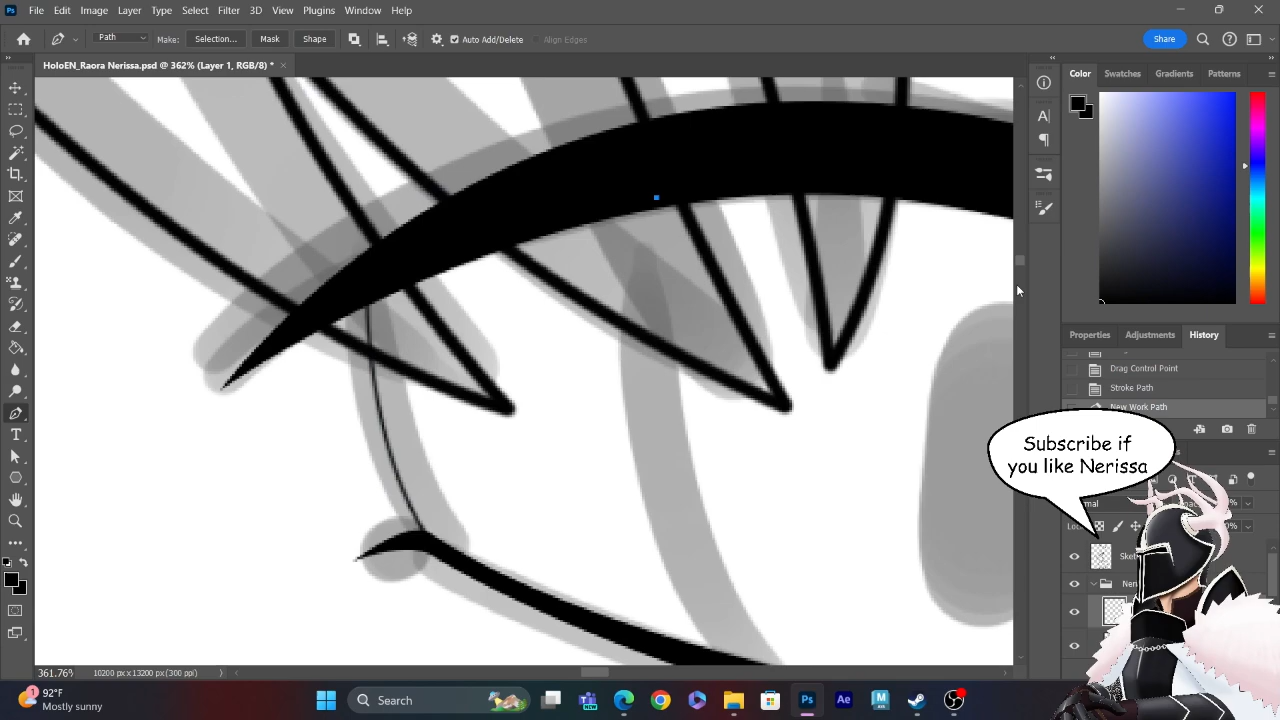 File Edit Image Layer Type Select Filter 3D View Plugins Window Help
Path Make: Selection... Mask Shape Auto Add/Delete Align Edges Share
HoloEN_Raora Nerissa.psd @ 362% (Layer 1, RGB/8) *
Color Swatches Gradients Patterns
Properties Adjustments History
Drag Control Point
Stroke Path
New Work Path
Subscribe if
you like Nerissa
361.76% 10200 px x 13200 px (300 ppi)
92°F
Mostly sunny
Search